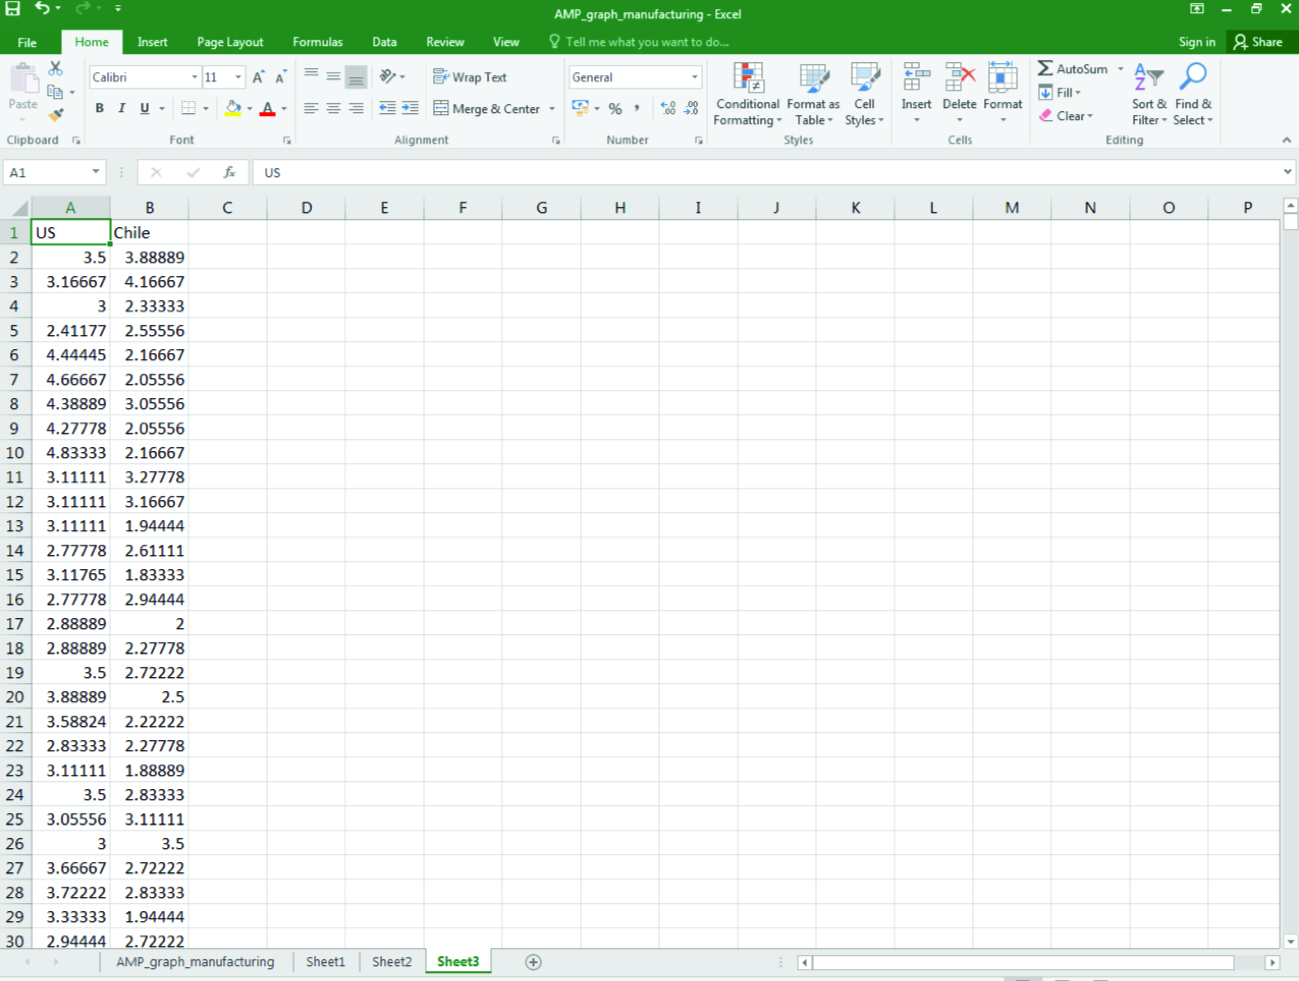 AMP_graph_manufacturing - Excel
File Home Insert Page Layout Formulas Data Review View Tell me what you want to do... Sign in Share
Calibri 11 Wrap Text General AutoSum
Paste B I U Merge & Center % , Conditional Formatting Format as Table Cell Styles Insert Delete Format Fill Clear Sort & Filter Find & Select
Clipboard Font Alignment Number Styles Cells Editing
A1 fx US
A B C D E F G H I J K L M N O P
1 US Chile
2 3.5 3.88889
3 3.16667 4.16667
4 3 2.33333
5 2.41177 2.55556
6 4.44445 2.16667
7 4.66667 2.05556
8 4.38889 3.05556
9 4.27778 2.05556
10 4.83333 2.16667
11 3.11111 3.27778
12 3.11111 3.16667
13 3.11111 1.94444
14 2.77778 2.61111
15 3.11765 1.83333
16 2.77778 2.94444
17 2.88889 2
18 2.88889 2.27778
19 3.5 2.72222
20 3.88889 2.5
21 3.58824 2.22222
22 2.83333 2.27778
23 3.11111 1.88889
24 3.5 2.83333
25 3.05556 3.11111
26 3 3.5
27 3.66667 2.72222
28 3.72222 2.83333
29 3.33333 1.94444
30 2.94444 2.72222
AMP_graph_manufacturing Sheet1 Sheet2 Sheet3